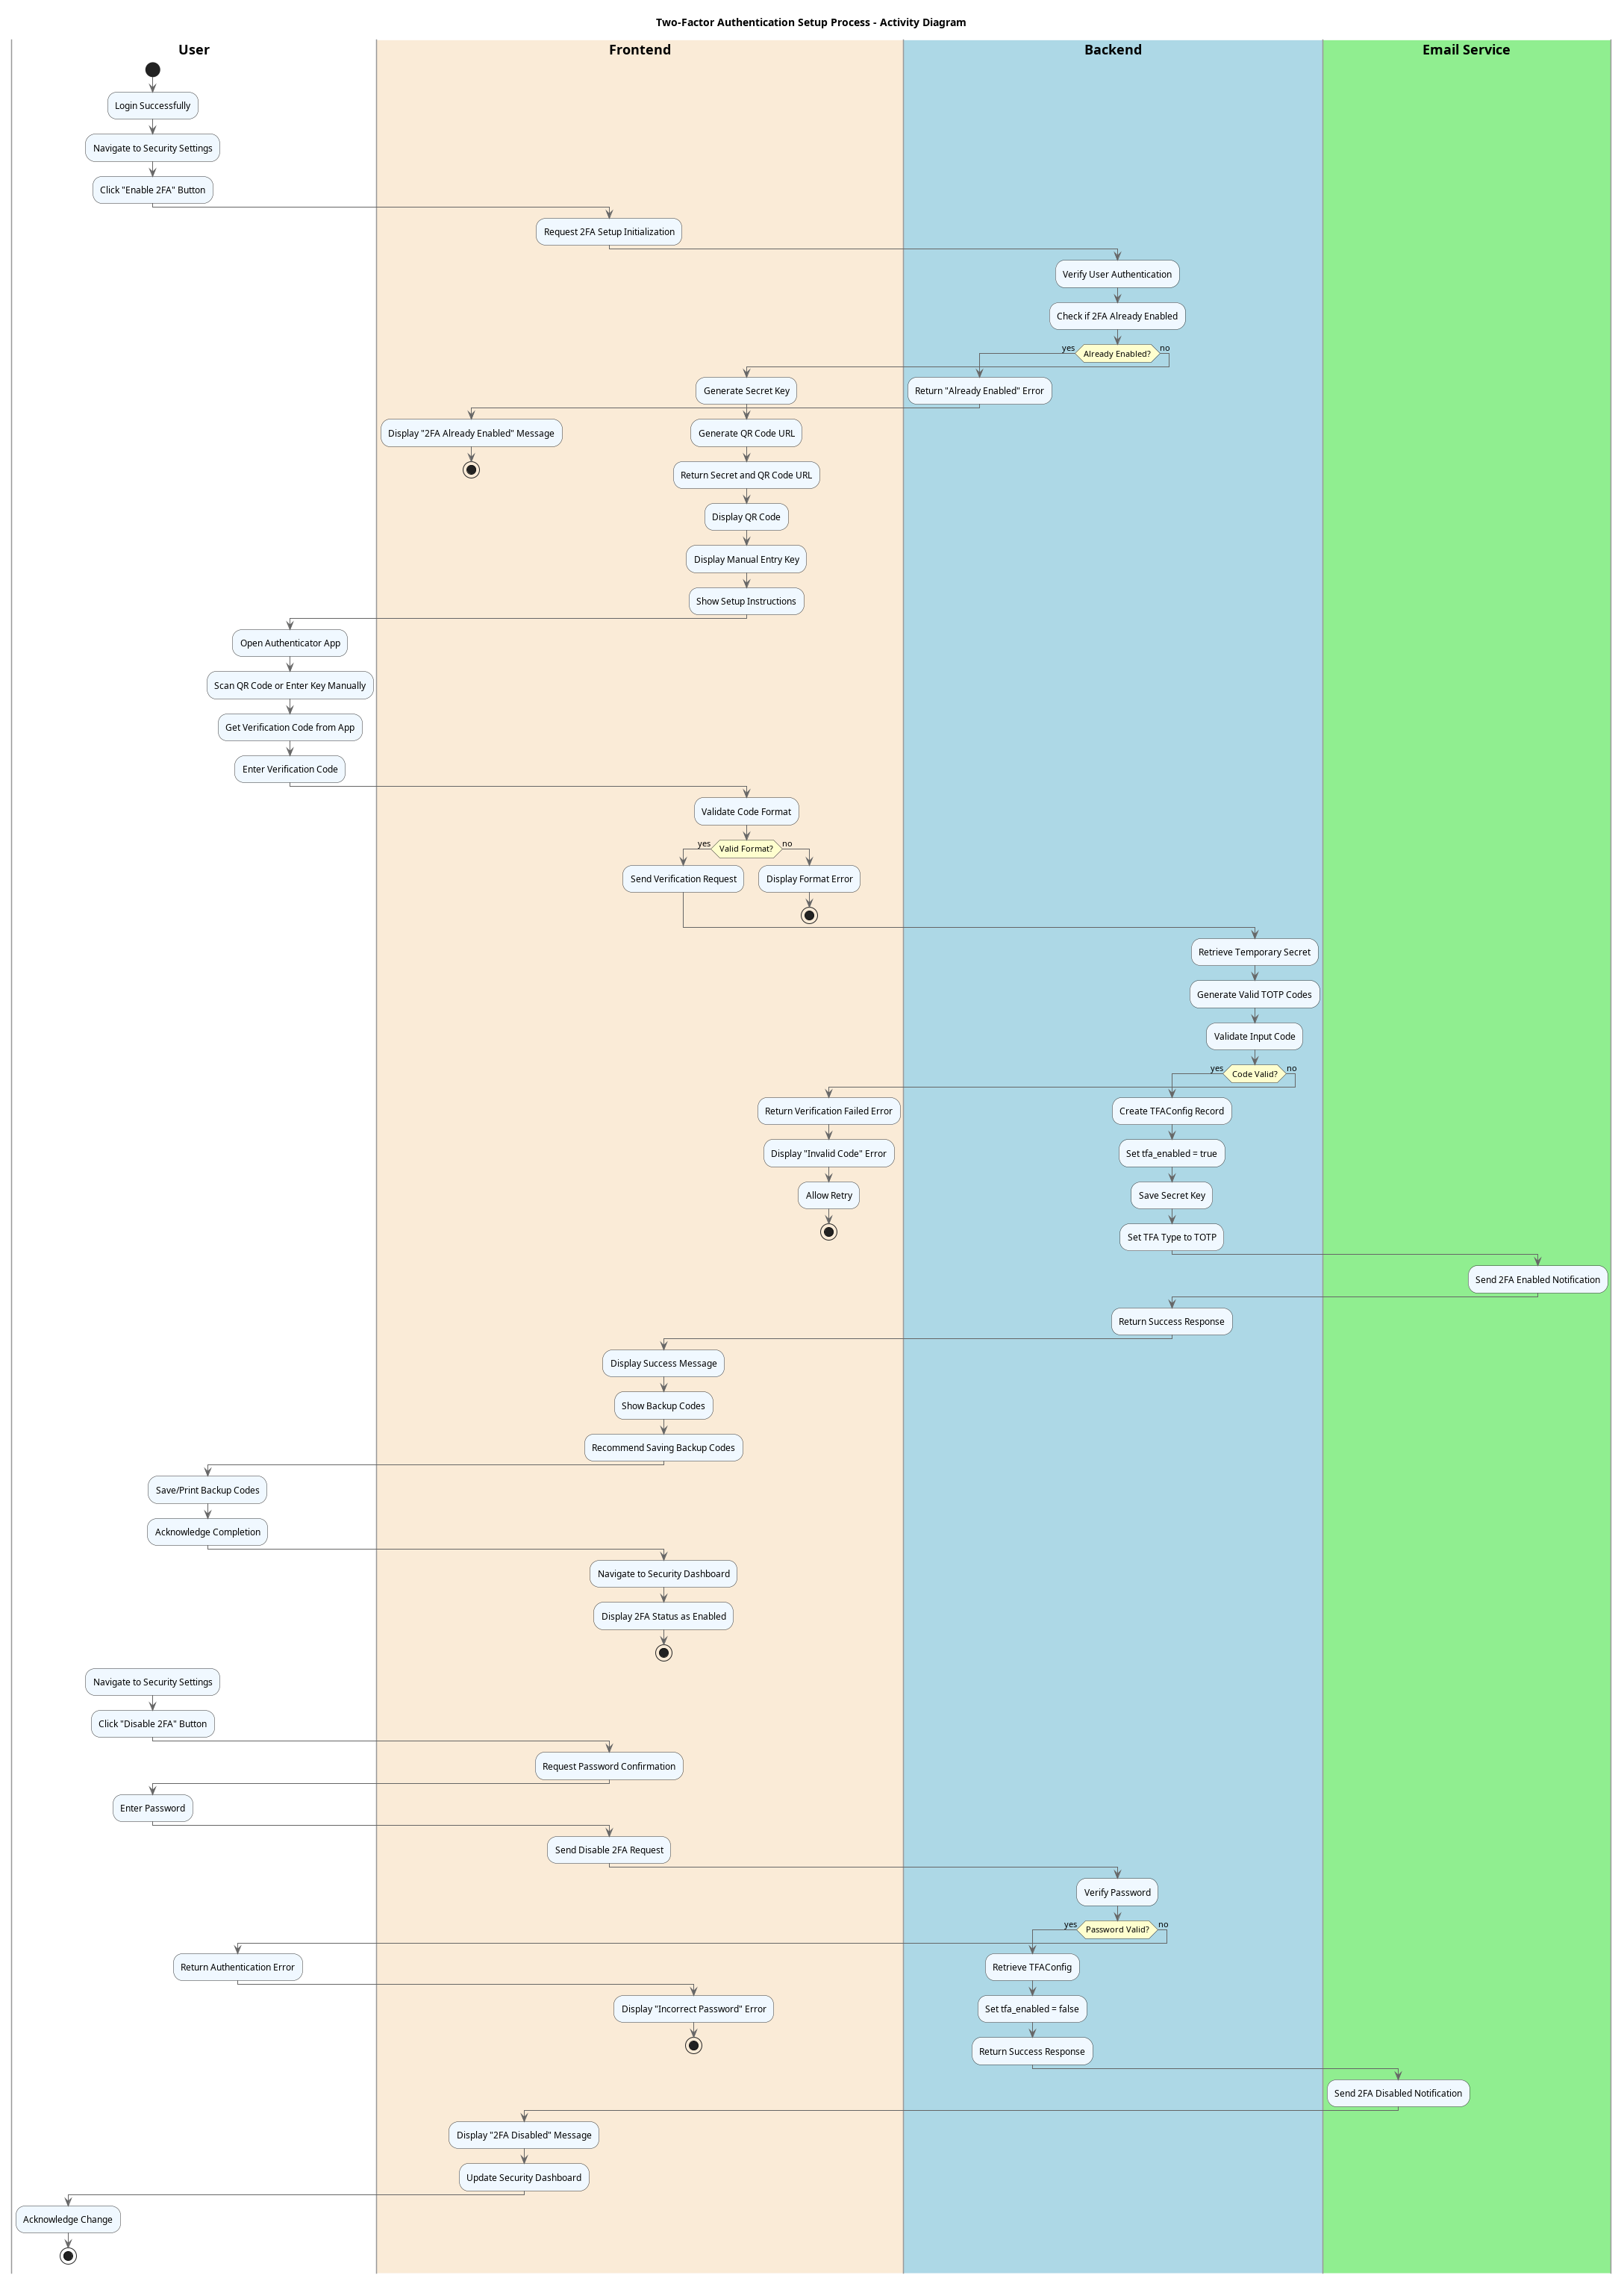 Two-Factor Authentication Setup Process - Activity Diagram
User
Frontend
Backend
Email Service
Login Successfully
Navigate to Security Settings
Click "Enable 2FA" Button
Request 2FA Setup Initialization
Verify User Authentication
Check if 2FA Already Enabled
yes
Already Enabled?
no
Generate Secret Key
Return "Already Enabled" Error
Display "2FA Already Enabled" Message
Generate QR Code URL
Return Secret and QR Code URL
Display QR Code
Display Manual Entry Key
Show Setup Instructions
Open Authenticator App
Scan QR Code or Enter Key Manually
Get Verification Code from App
Enter Verification Code
Validate Code Format
yes
Valid Format?
no
Send Verification Request
Display Format Error
Retrieve Temporary Secret
Generate Valid TOTP Codes
Validate Input Code
yes
Code Valid?
no
Return Verification Failed Error
Create TFAConfig Record
Display "Invalid Code" Error
Set tfa_enabled = true
Allow Retry
Save Secret Key
Set TFA Type to TOTP
Send 2FA Enabled Notification
Return Success Response
Display Success Message
Show Backup Codes
Recommend Saving Backup Codes
Save/Print Backup Codes
Acknowledge Completion
Navigate to Security Dashboard
Display 2FA Status as Enabled
Navigate to Security Settings
Click "Disable 2FA" Button
Request Password Confirmation
Enter Password
Send Disable 2FA Request
Verify Password
yes
Password Valid?
no
Return Authentication Error
Retrieve TFAConfig
Display "Incorrect Password" Error
Set tfa_enabled = false
Return Success Response
Send 2FA Disabled Notification
Display "2FA Disabled" Message
Update Security Dashboard
Acknowledge Change